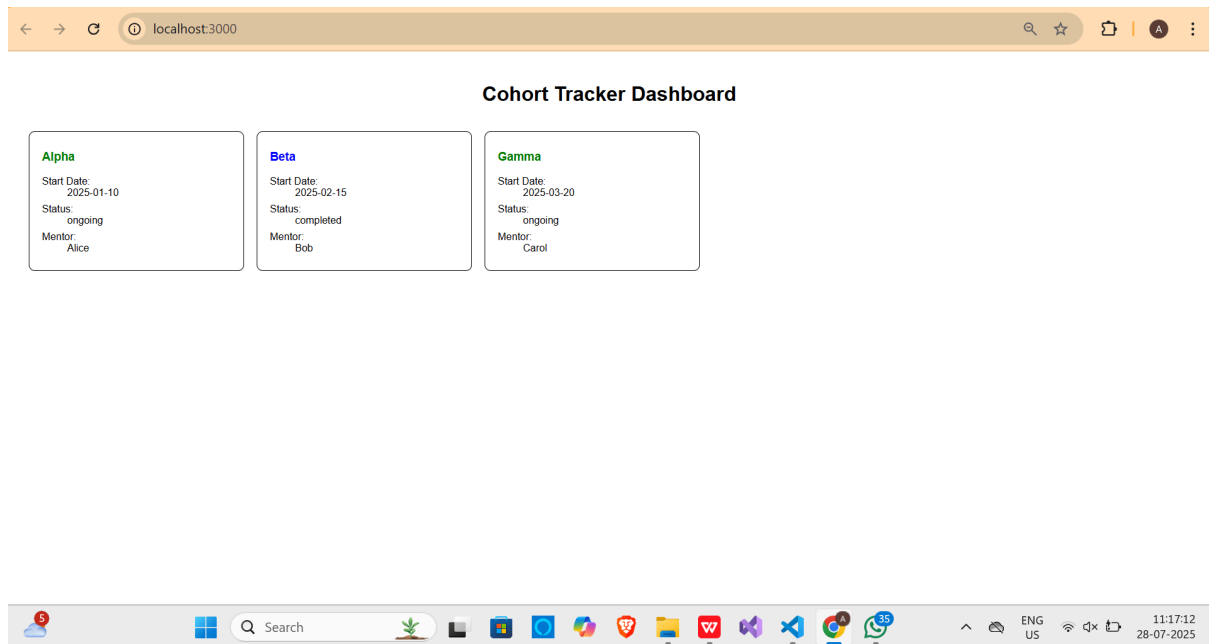 localhost:3000
A
Cohort Tracker Dashboard
Alpha
Start Date:
2025-01-10
Status:
ongoing
Mentor:
Alice
Beta
Start Date:
2025-02-15
Status:
completed
Mentor:
Bob
Gamma
Start Date:
2025-03-20
Status:
ongoing
Mentor:
Carol
5
Search
W
A
35
ENG
US
11:17:12
28-07-2025